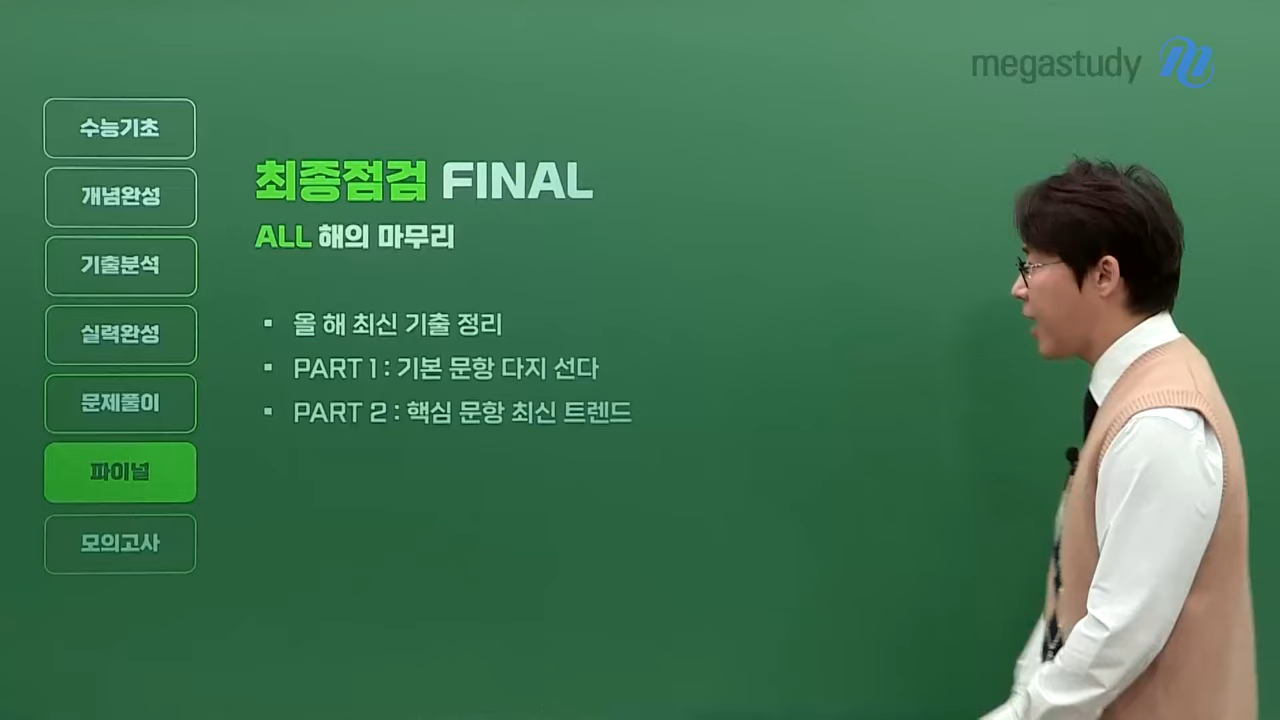 megastudy
수능기초
개념완성
기출분석
실력완성
문제풀이
파이널
모의고사
최종점검 FINAL
ALL 해의 마무리
▪ 올 해 최신 기출 정리
▪ PART 1 : 기본 문항 다지 선다
▪ PART 2 : 핵심 문항 최신 트렌드